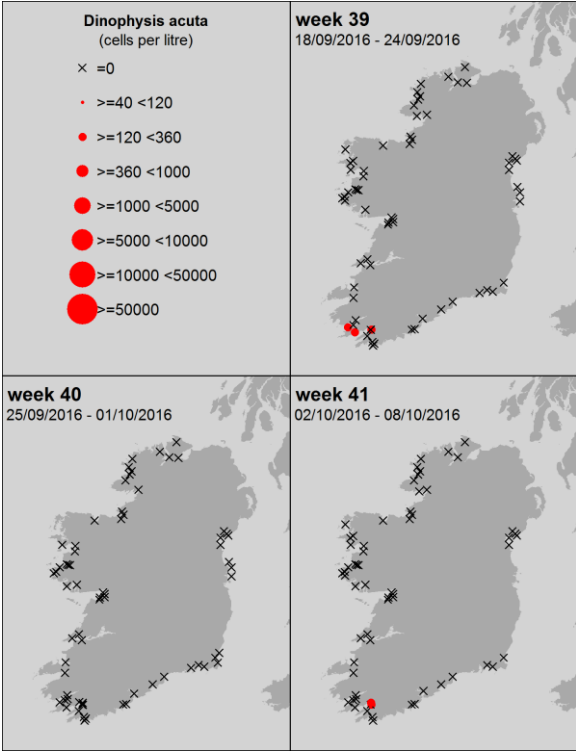 Dinophysis acuta
(cells per litre)
=0
>=40 <120
>=120 <360
>=360 <1000
>=1000 <5000
>=5000 <10000
>=10000 <50000
>=50000
week 39
18/09/2016 - 24/09/2016
week 40
25/09/2016 - 01/10/2016
week 41
02/10/2016 - 08/10/2016